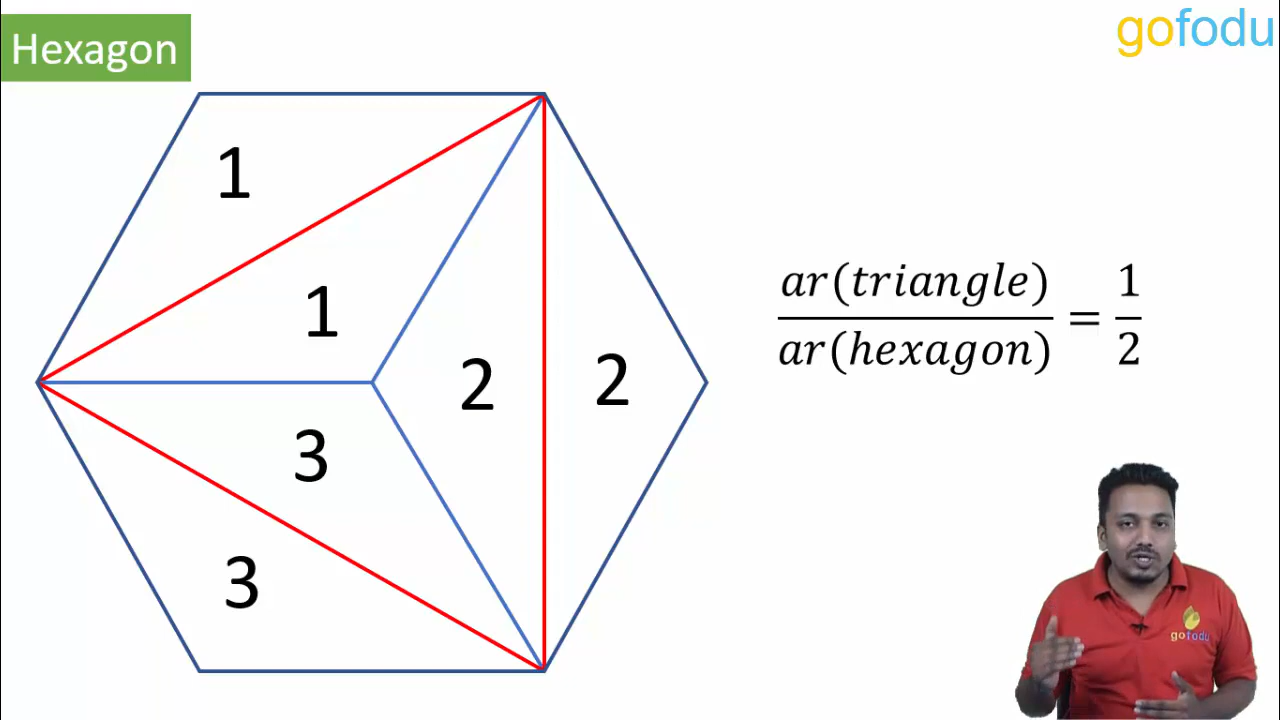 Hexagon
gofodu
1
1
2
2
3
3
𝑎𝑟(𝑡𝑟𝑖𝑎𝑛𝑔𝑙𝑒)
𝑎𝑟(ℎ𝑒𝑥𝑎𝑔𝑜𝑛)
=
1
2
gofodu